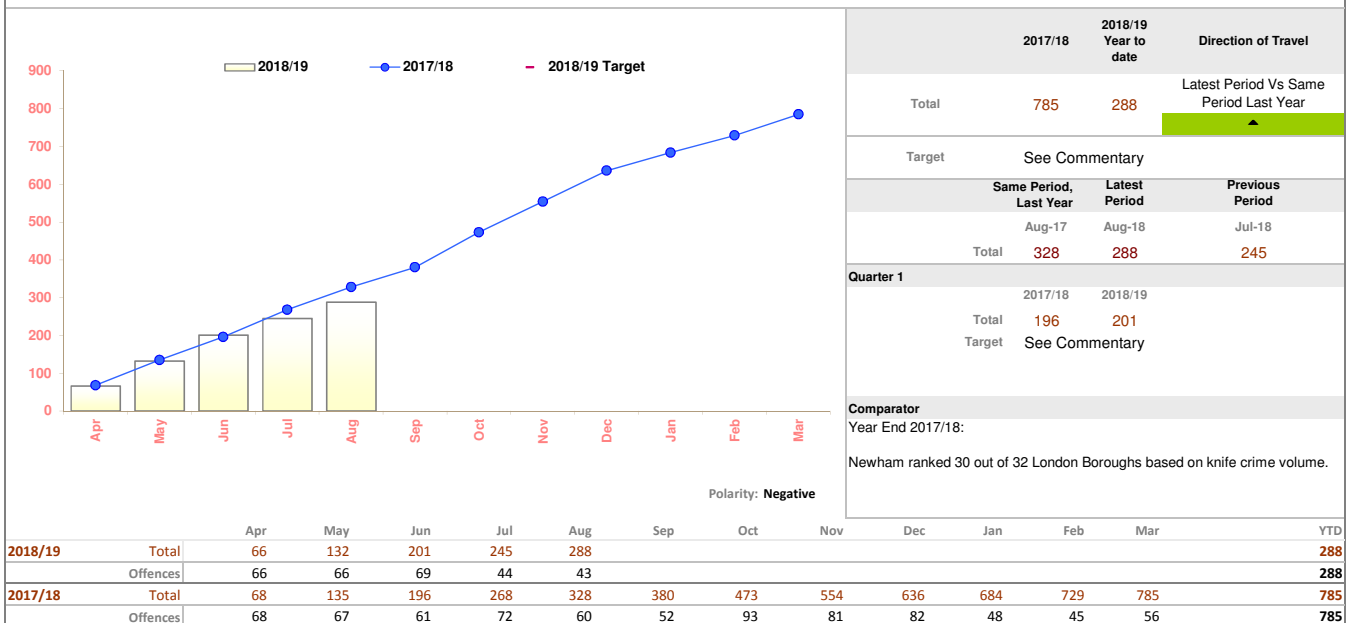 2018/19
2017/18
2018/19 Target
900
800
700
600
500
400
300
200
100
0
Apr
May
Jun
Jul
Aug
Sep
Oct
Nov
Dec
Jan
Feb
Mar
Polarity: Negative
2017/18
2018/19
Year to
date
Direction of Travel
Total 785 288
Latest Period Vs Same
Period Last Year
Target See Commentary
Same Period,
Last Year
Latest
Period
Previous
Period
Aug-17 Aug-18 Jul-18
Total 328 288 245
Quarter 1
2017/18 2018/19
Total 196 201
Target See Commentary
Comparator
Year End 2017/18:
Newham ranked 30 out of 32 London Boroughs based on knife crime volume.
Apr May Jun Jul Aug Sep Oct Nov Dec Jan Feb Mar YTD
2018/19 Total 66 132 201 245 288 288
Offences 66 66 69 44 43 288
2017/18 Total 68 135 196 268 328 380 473 554 636 684 729 785 785
Offences 68 67 61 72 60 52 93 81 82 48 45 56 785